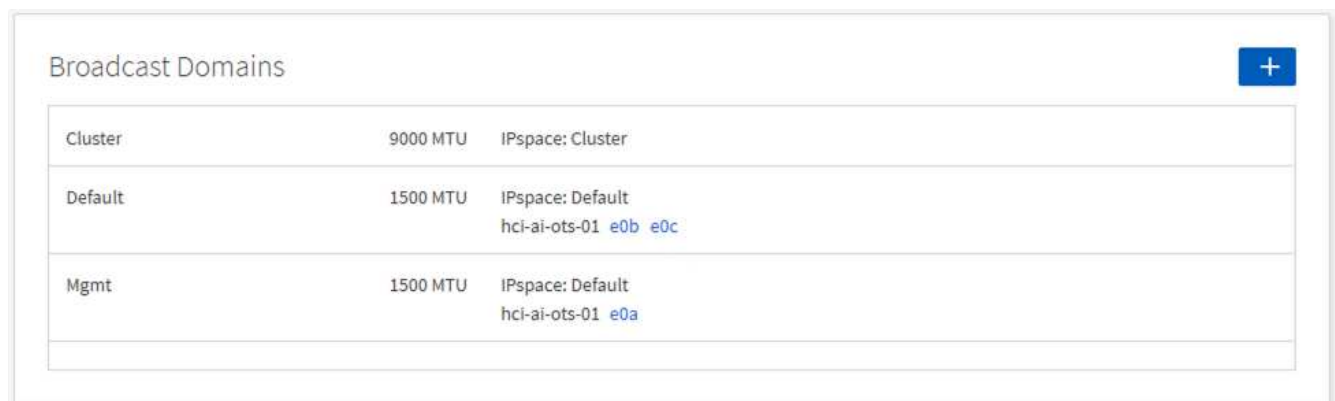 Broadcast Domains
+
Cluster 9000 MTU IPspace: Cluster
Default 1500 MTU IPspace: Default
hci-ai-ots-01 e0b e0c
Mgmt 1500 MTU IPspace: Default
hci-ai-ots-01 e0a